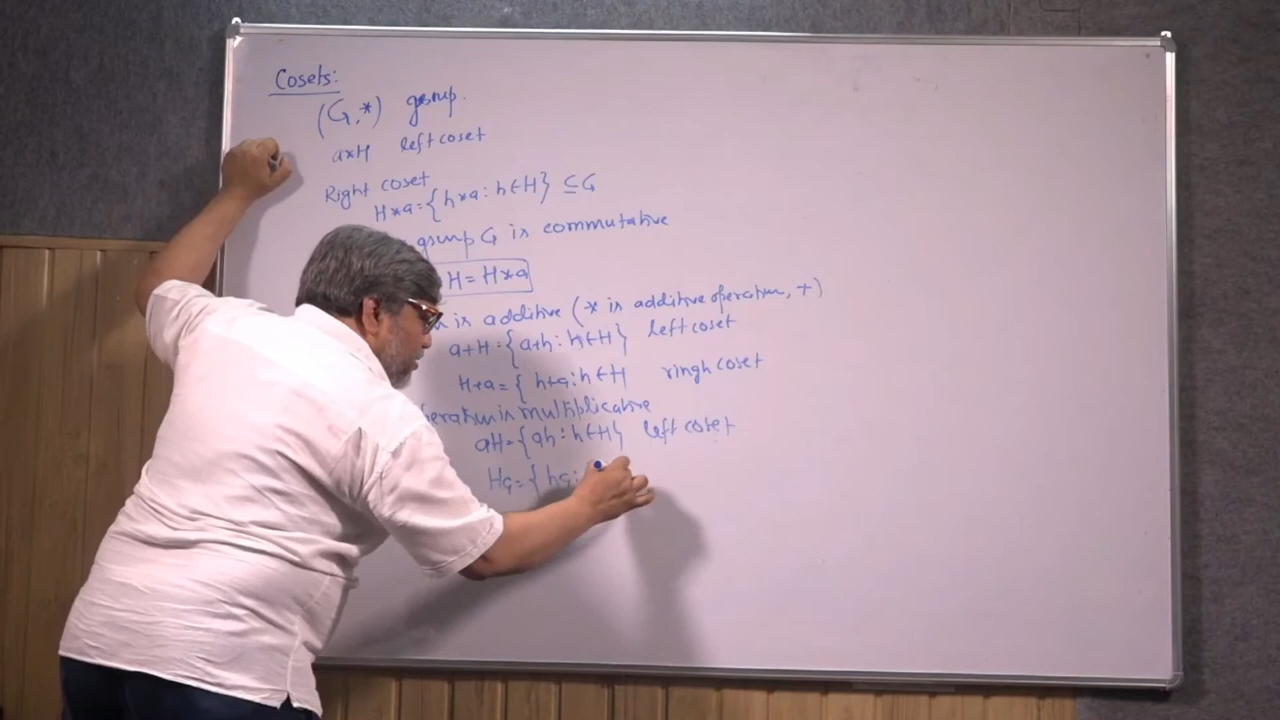 Cosets:
(G,*) group.
a*H left coset
Right coset
H*a={h*a:h∈H} ⊆G
group G is commutative
H=H*a
is additive (* is additive operation, +)
a+H={a+h:h∈H} left coset
H+a={h+a:h∈H ringh coset
peration is multiplicative
aH={ah:h∈H} left coset
Ha={ha: